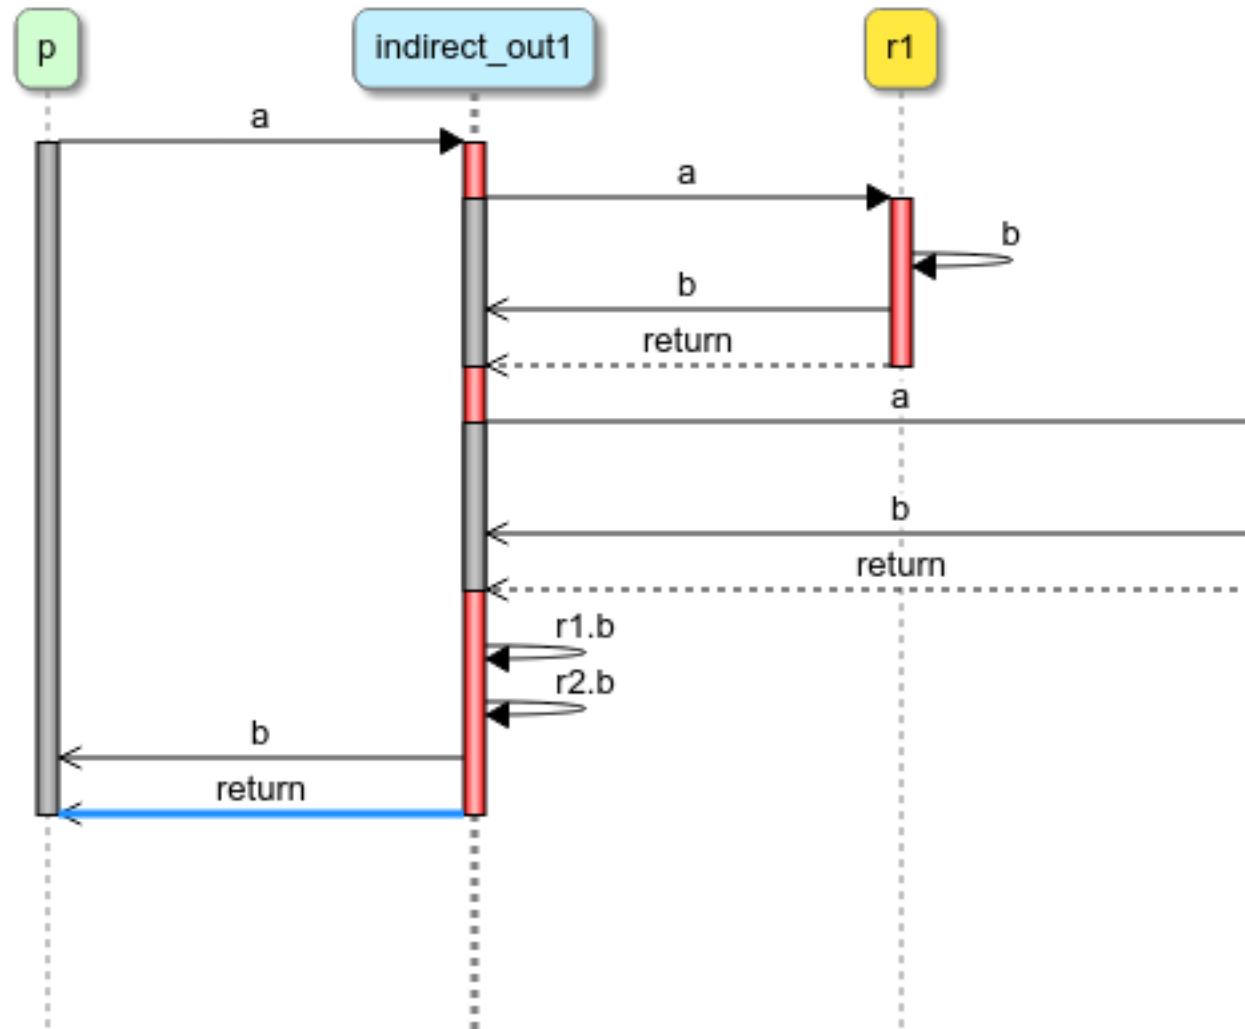 p
indirect_out1
r1
a
a
b
b
return
a
b
return
r1.b
r2.b
b
return